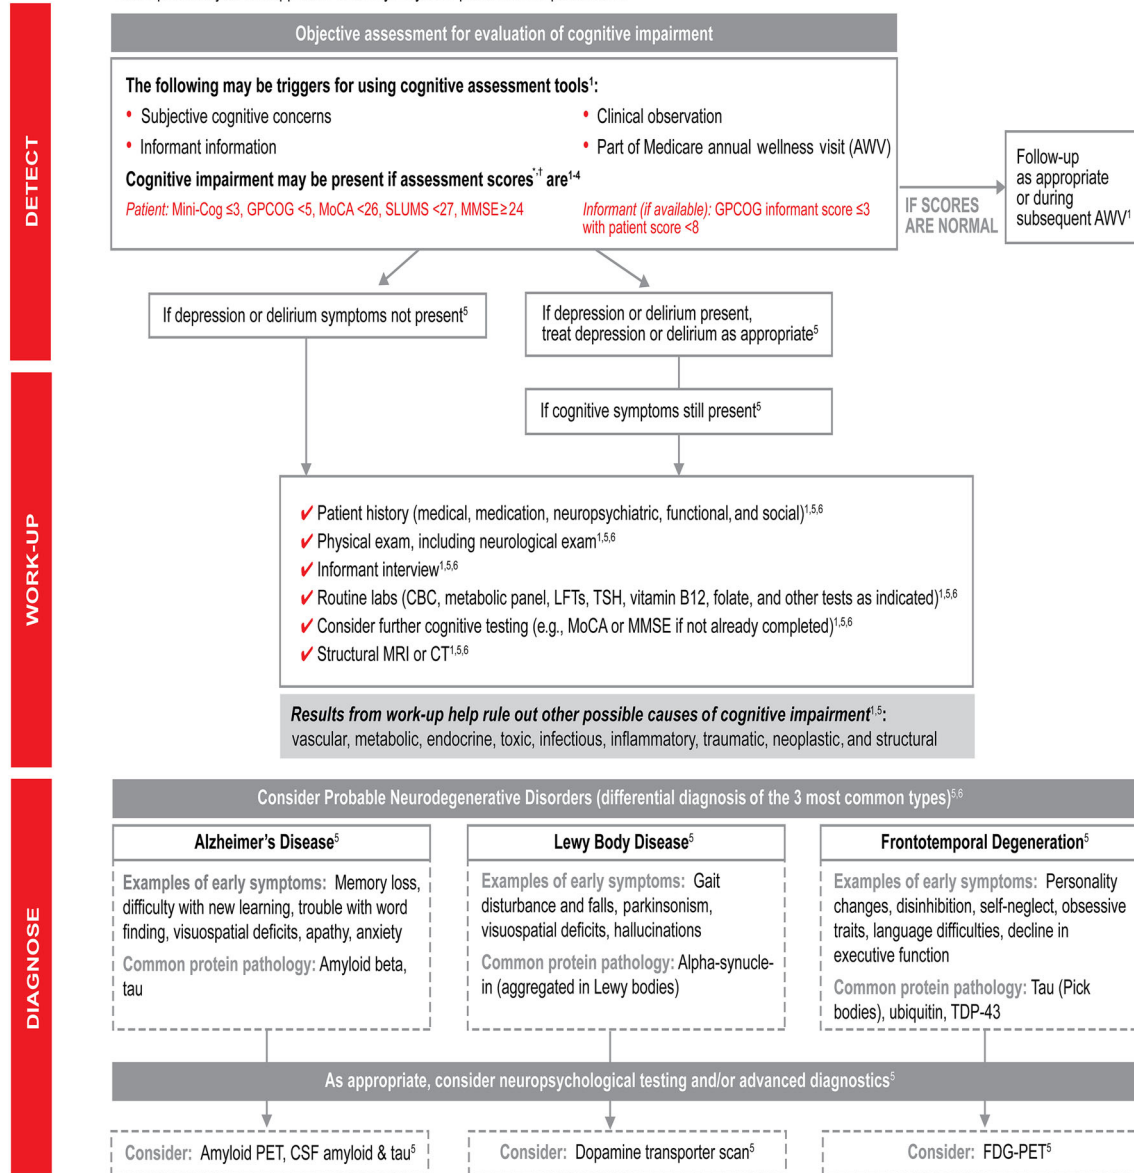 Objective assessment for evaluation of cognitive impairment
DETECT
The following may be triggers for using cognitive assessment tools¹:
• Subjective cognitive concerns
• Informant information
• Clinical observation
• Part of Medicare annual wellness visit (AWV)
Cognitive impairment may be present if assessment scores*,† are¹⁻⁴
Patient: Mini-Cog ≤3, GPCOG <5, MoCA <26, SLUMS <27, MMSE≥24
Informant (if available): GPCOG informant score ≤3
with patient score <8
IF SCORES
ARE NORMAL
Follow-up
as appropriate
or during
subsequent AWV¹
If depression or delirium symptoms not present⁵
If depression or delirium present,
treat depression or delirium as appropriate⁵
If cognitive symptoms still present⁵
WORK-UP
✔ Patient history (medical, medication, neuropsychiatric, functional, and social)¹,⁵,⁶
✔ Physical exam, including neurological exam¹,⁵,⁶
✔ Informant interview¹,⁵,⁶
✔ Routine labs (CBC, metabolic panel, LFTs, TSH, vitamin B12, folate, and other tests as indicated)¹,⁵,⁶
✔ Consider further cognitive testing (e.g., MoCA or MMSE if not already completed)¹,⁵,⁶
✔ Structural MRI or CT¹,⁵,⁶
Results from work-up help rule out other possible causes of cognitive impairment¹,⁵:
vascular, metabolic, endocrine, toxic, infectious, inflammatory, traumatic, neoplastic, and structural
DIAGNOSE
Consider Probable Neurodegenerative Disorders (differential diagnosis of the 3 most common types)⁵,⁶
Alzheimer's Disease⁵
Examples of early symptoms: Memory loss,
difficulty with new learning, trouble with word
finding, visuospatial deficits, apathy, anxiety
Common protein pathology: Amyloid beta,
tau
Lewy Body Disease⁵
Examples of early symptoms: Gait
disturbance and falls, parkinsonism,
visuospatial deficits, hallucinations
Common protein pathology: Alpha-synucle-
in (aggregated in Lewy bodies)
Frontotemporal Degeneration⁵
Examples of early symptoms: Personality
changes, disinhibition, self-neglect, obsessive
traits, language difficulties, decline in
executive function
Common protein pathology: Tau (Pick
bodies), ubiquitin, TDP-43
As appropriate, consider neuropsychological testing and/or advanced diagnostics⁵
Consider: Amyloid PET, CSF amyloid & tau⁵
Consider: Dopamine transporter scan⁵
Consider: FDG-PET⁵